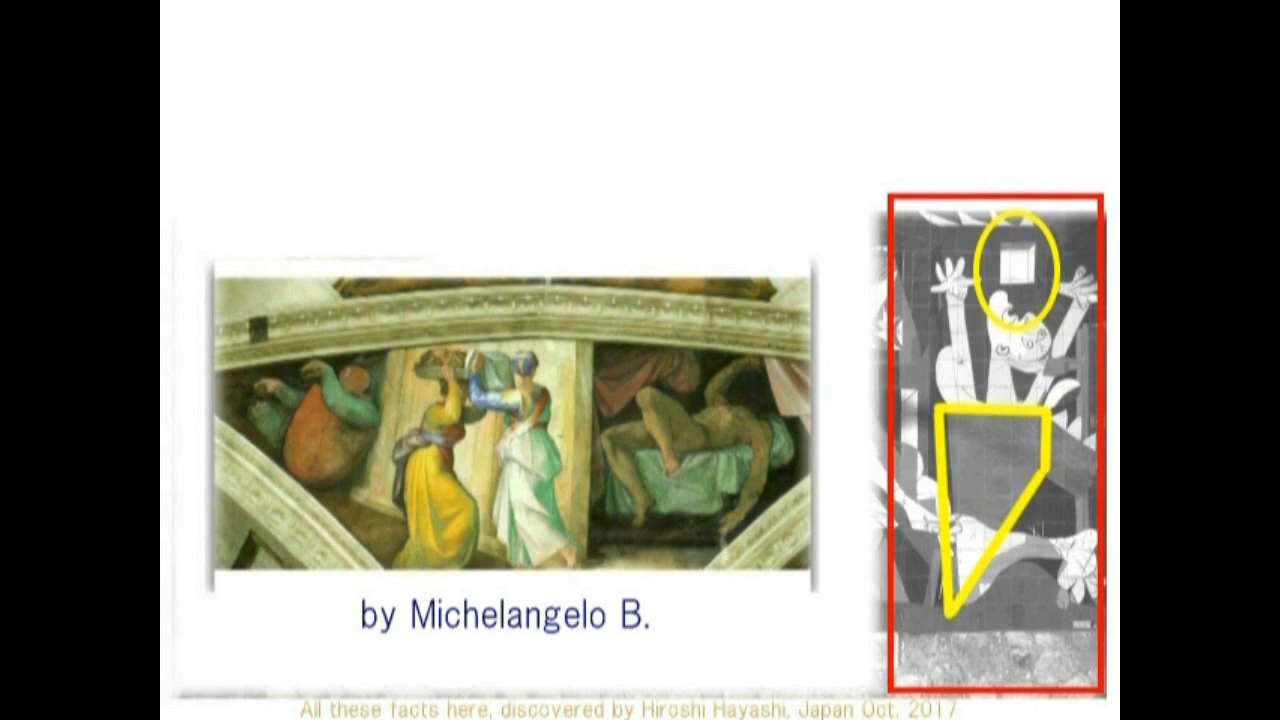 by Michelangelo B.
All these facts here, discovered by Hiroshi Hayashi, Japan Oct. 2017